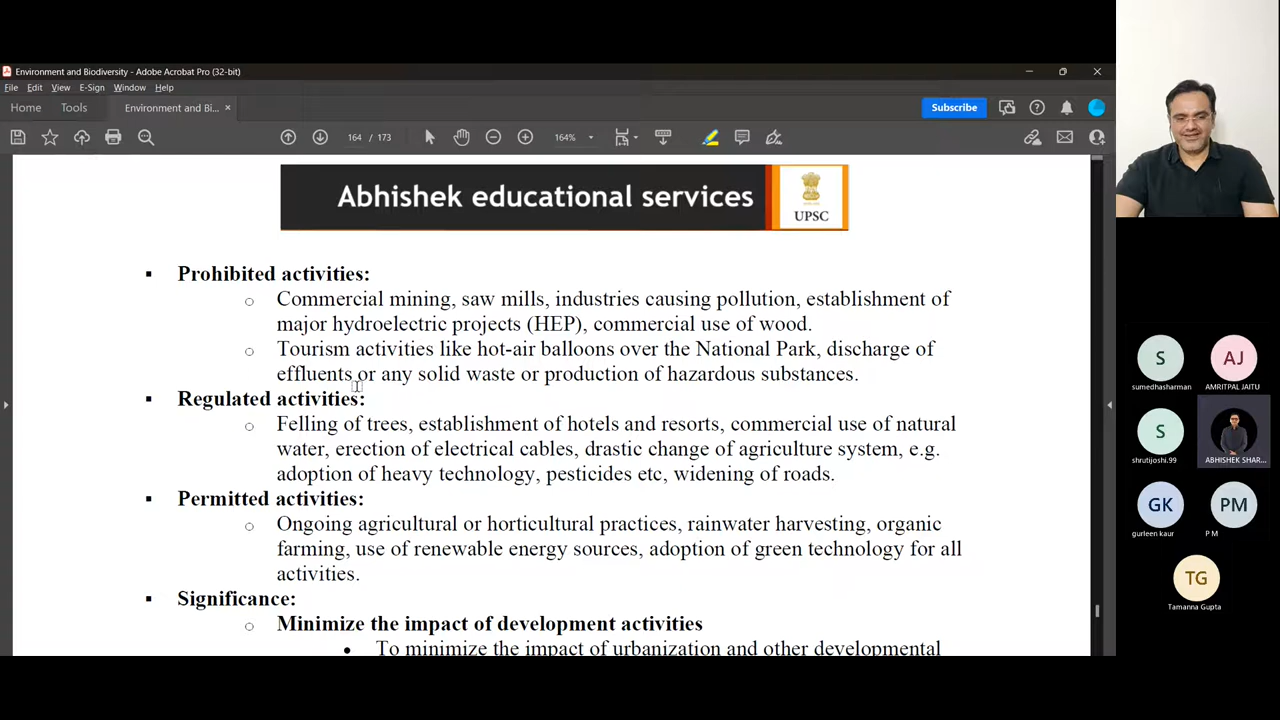 Environment and Biodiversity - Adobe Acrobat Pro (32-bit)
File Edit View E-Sign Window Help
Home Tools Environment and Bi... × Subscribe
164 / 173 164%
Abhishek educational services
UPSC
▪ Prohibited activities:
○ Commercial mining, saw mills, industries causing pollution, establishment of
major hydroelectric projects (HEP), commercial use of wood.
○ Tourism activities like hot-air balloons over the National Park, discharge of
effluents or any solid waste or production of hazardous substances.
▪ Regulated activities:
○ Felling of trees, establishment of hotels and resorts, commercial use of natural
water, erection of electrical cables, drastic change of agriculture system, e.g.
adoption of heavy technology, pesticides etc, widening of roads.
▪ Permitted activities:
○ Ongoing agricultural or horticultural practices, rainwater harvesting, organic
farming, use of renewable energy sources, adoption of green technology for all
activities.
▪ Significance:
○ Minimize the impact of development activities
• To minimize the impact of urbanization and other developmental
S AJ
sumedhasharman AMRITPAL JAITU
S
shrutijoshi.99 ABHISHEK SHAR...
GK PM
gurleen kaur P M
TG
Tamanna Gupta